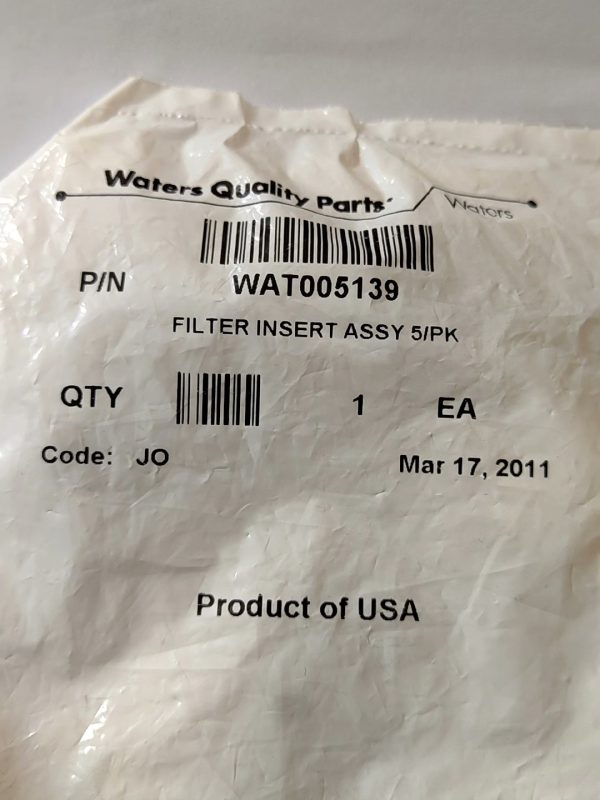 Waters Quality Parts®
Waters
P/N WAT005139
FILTER INSERT ASSY 5/PK
QTY 1 EA
Code: JO Mar 17, 2011
Product of USA